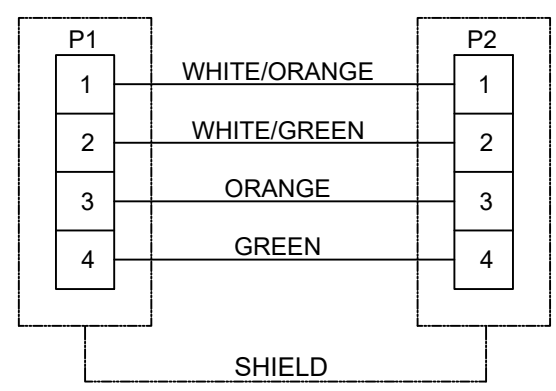 P1 P2
1 WHITE/ORANGE 1
2 WHITE/GREEN 2
3 ORANGE 3
4 GREEN 4
SHIELD